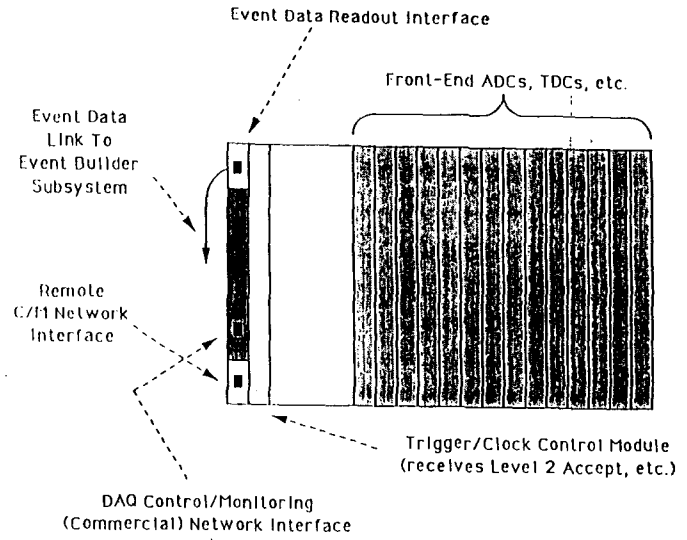 Event Data Readout Interface
Front-End ADCs, TDCs, etc.
Event Data
Link To
Event Builder
Subsystem
Remote
C/M Network
Interface
Trigger/Clock Control Module
(receives Level 2 Accept, etc.)
DAQ Control/Monitoring
(Commercial) Network Interface